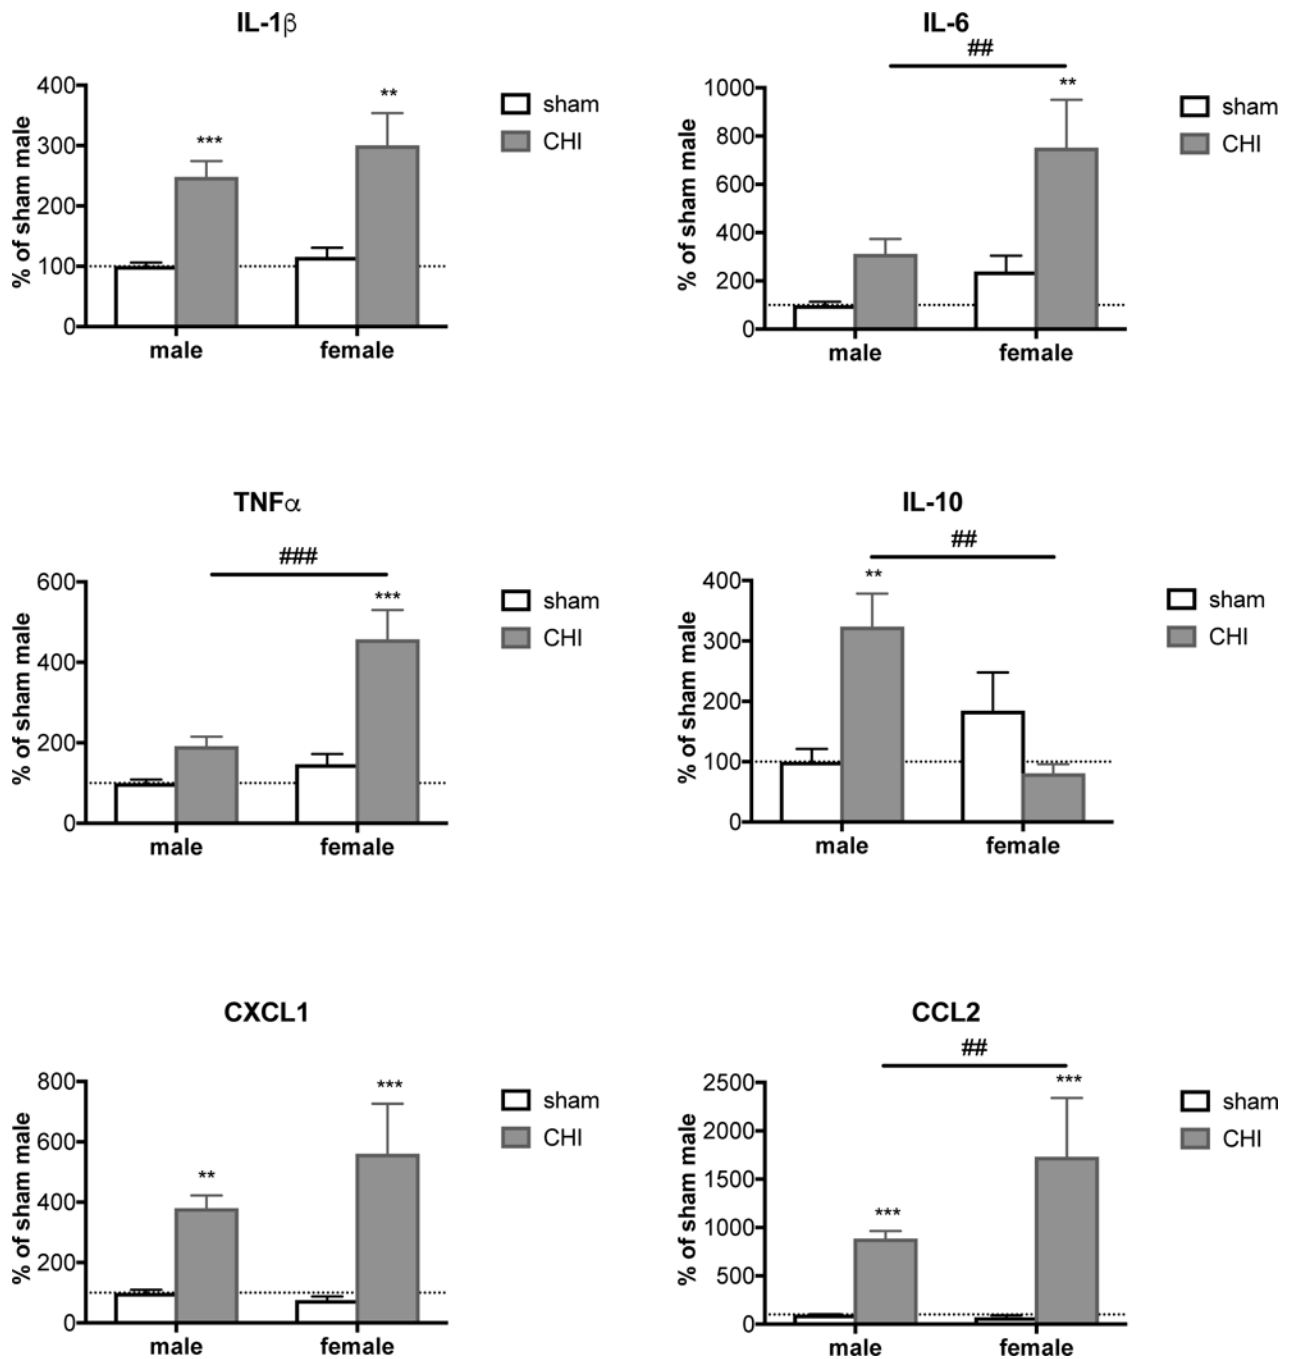 IL-1β
***
**
400
300
200
100
0
% of sham male
male
female
sham
CHI
IL-6
##
**
1000
800
600
400
200
0
% of sham male
male
female
sham
CHI
TNFα
###
***
600
400
200
0
% of sham male
male
female
sham
CHI
IL-10
##
**
400
300
200
100
0
% of sham male
male
female
sham
CHI
CXCL1
**
***
800
600
400
200
0
% of sham male
male
female
sham
CHI
CCL2
##
***
***
2500
2000
1500
1000
500
0
% of sham male
male
female
sham
CHI